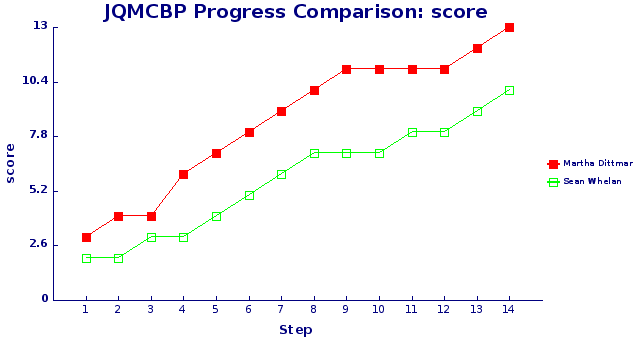 JQMCBP Progress Comparison: score
13
10.4
7.8
5.2
2.6
0
score
1 2 3 4 5 6 7 8 9 10 11 12 13 14
Step
Martha Dittmar
Sean Whelan